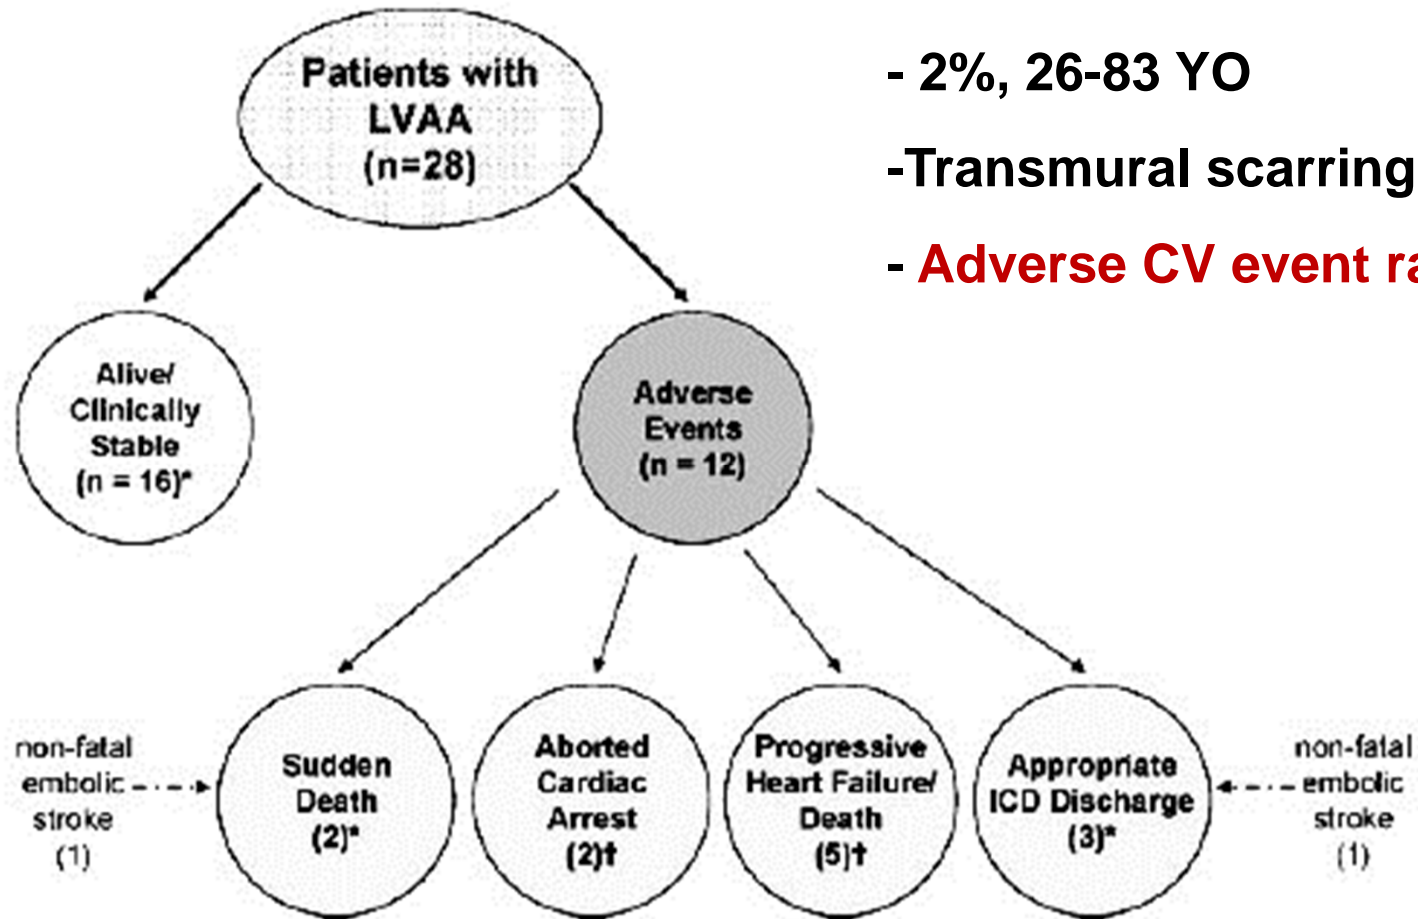 Patients with
LVAA
(n=28)
- 2%, 26-83 YO
-Transmural scarring
- Adverse CV event ra
Alive/
Clinically
Stable
(n = 16)*
Adverse
Events
(n = 12)
non-fatal
embolic
stroke
(1)
Sudden
Death
(2)*
Aborted
Cardiac
Arrest
(2)†
Progressive
Heart Failure/
Death
(5)†
Appropriate
ICD Discharge
(3)*
non-fatal
embolic
stroke
(1)